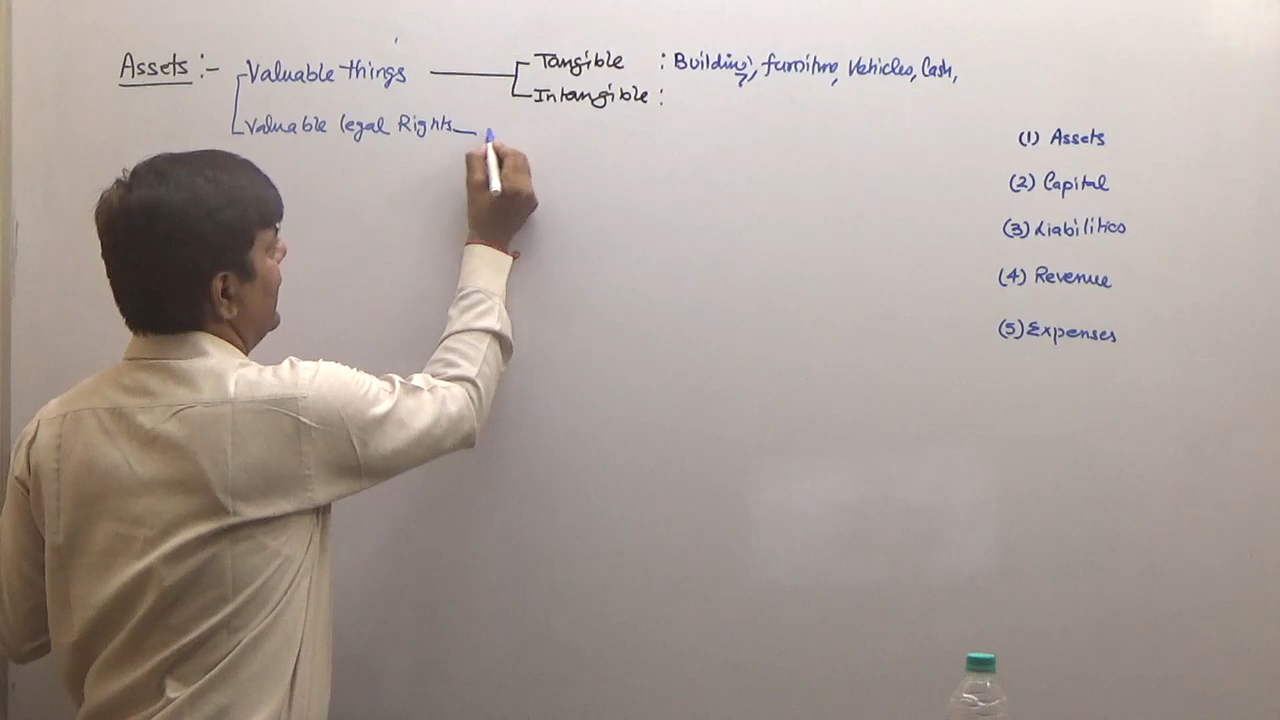 Assets :- Valuable things — Tangible : Building, furniture, Vehicles, Cash,
Intangible :
Valuable legal Rights —
(1) Assets
(2) Capital
(3) Liabilities
(4) Revenue
(5) Expenses